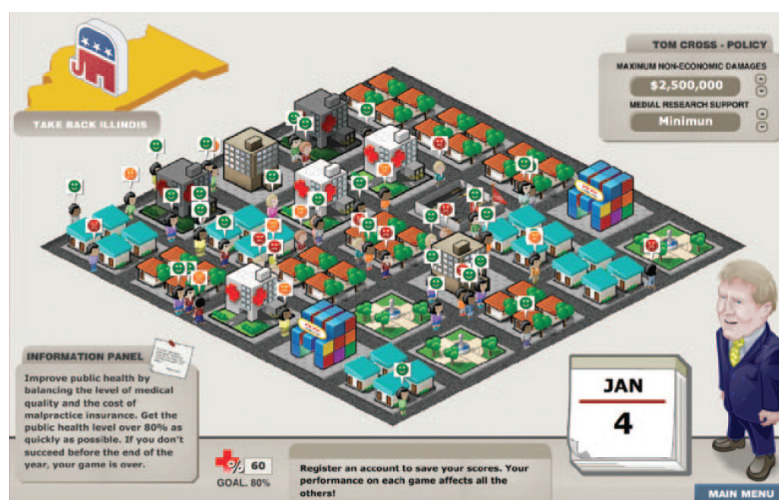 TOM CROSS - POLICY
MAXIMUM NON-ECONOMIC DAMAGES
$2,500,000
MEDIAL RESEARCH SUPPORT
Minimun
TAKE BACK ILLINOIS
INFORMATION PANEL
Improve public health by
balancing the level of medical
quality and the cost of
malpractice insurance. Get the
public health level over 80% as
quickly as possible. If you don't
succeed before the end of the
year, your game is over.
% 60
GOAL. 80%
Register an account to save your scores. Your
performance on each game affects all the
others!
JAN
4
MAIN MENU